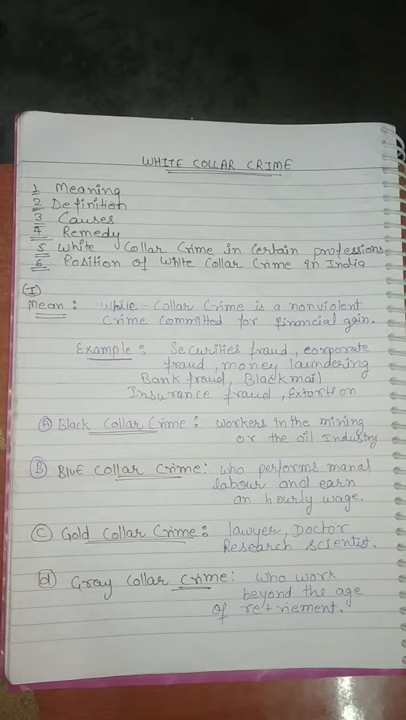 WHITE COLLAR CRIME
1 Meaning
2 Definition
3 Causes
4 Remedy
5 White Collar Crime in Certain professions
6 Position of White Collar Crime in India
(I)
Mean : While-Collar Crime is a nonviolent
Crime Committed for financial gain.
Example : Securities fraud, corporate
fraud, money laundering
Bank fraud, Blackmail
Insurance fraud, Extortion
(A) Black Collar Crime : workers in the mining
or the oil Industry
(B) Blue Collar Crime : who performs manal
labour and earn
an hourly wage.
(C) Gold Collar Crime : lawyer, Doctor
Research Scientist.
(d) Gray Collar Crime : who work
beyond the age
of retriement.